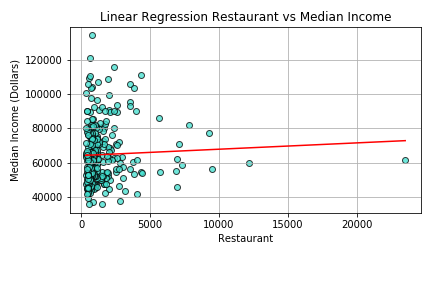 Linear Regression Restaurant vs Median Income
Median Income (Dollars)
120000
100000
80000
60000
40000
0 5000 10000 15000 20000
Restaurant